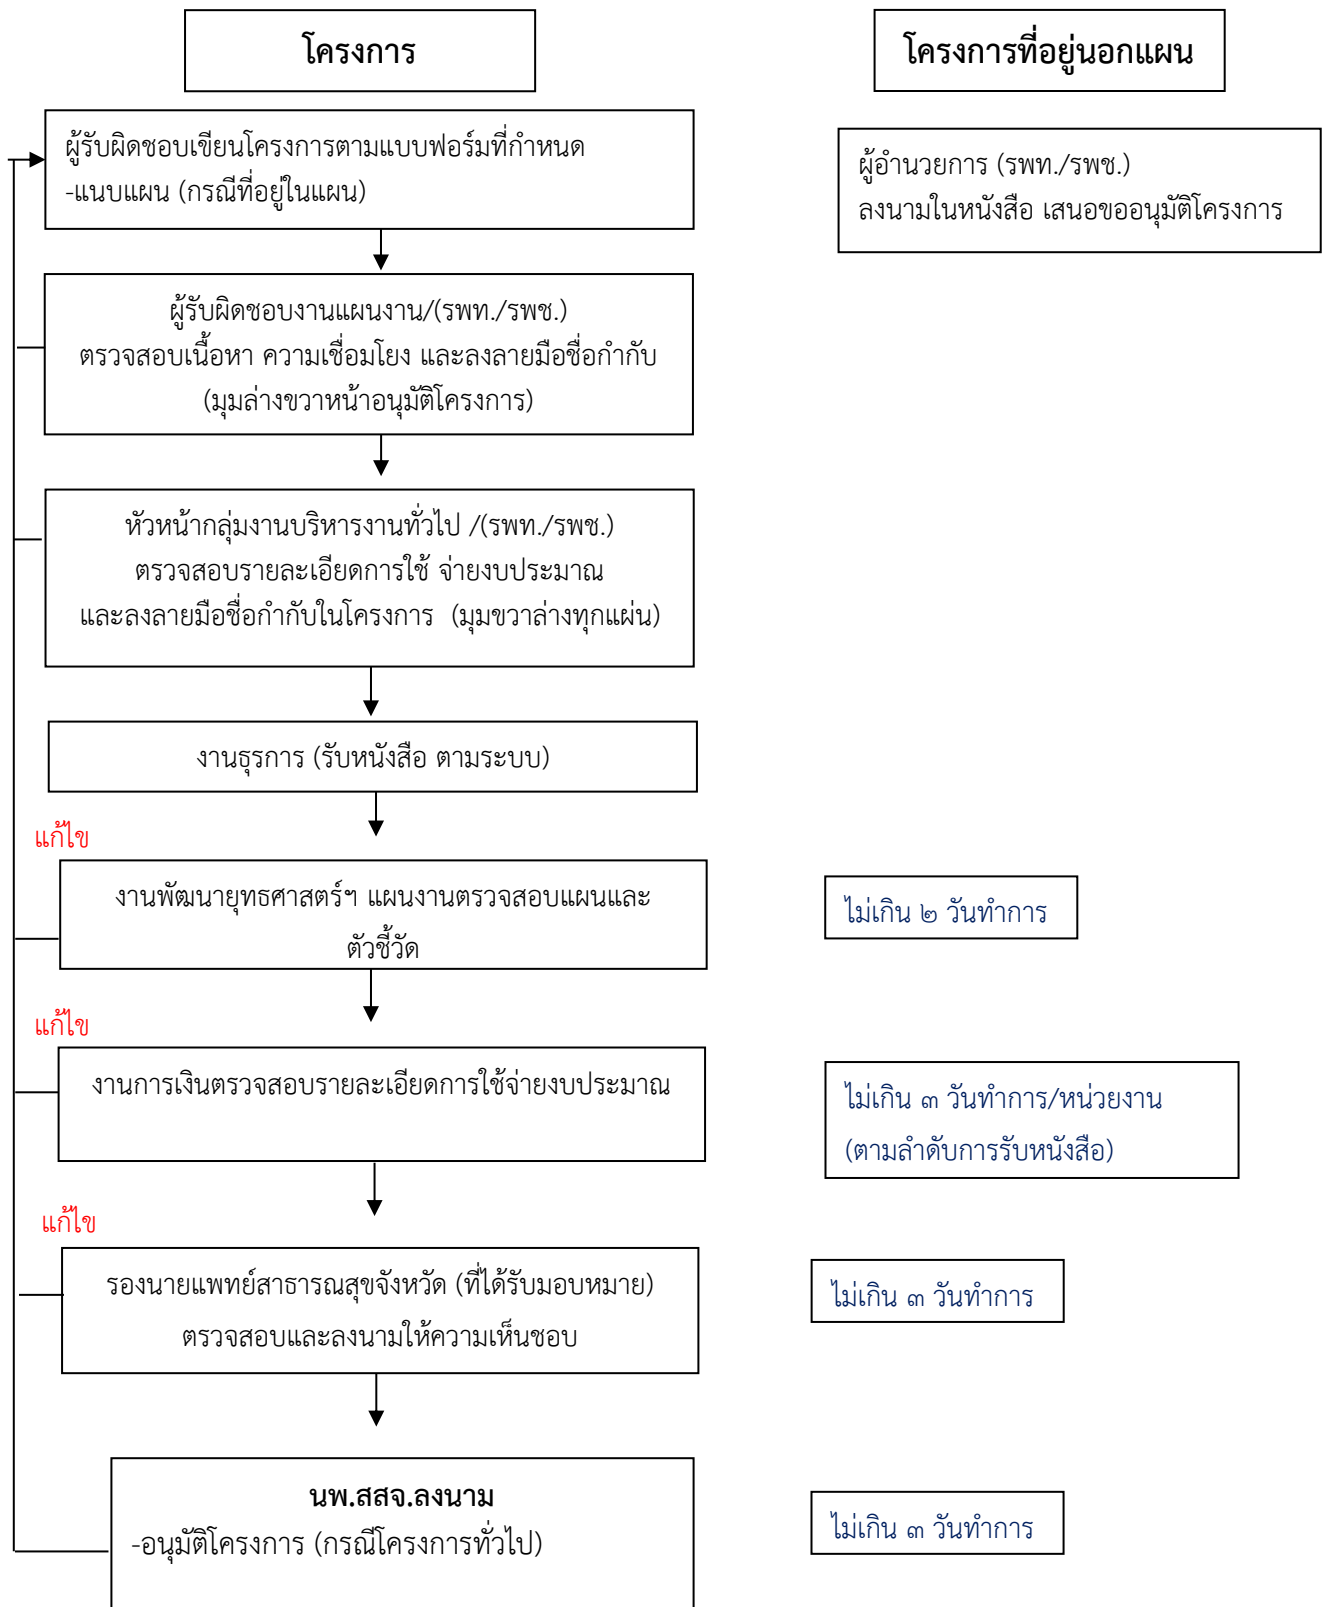 โครงการ
โครงการที่อยู่นอกแผน
ผู้รับผิดชอบเขียนโครงการตามแบบฟอร์มที่กำหนด
-แนบแผน (กรณีที่อยู่ในแผน)
ผู้อำนวยการ (รพท./รพช.)
ลงนามในหนังสือ เสนอขออนุมัติโครงการ
ผู้รับผิดชอบงานแผนงาน/(รพท./รพช.)
ตรวจสอบเนื้อหา ความเชื่อมโยง และลงลายมือชื่อกำกับ
(มุมล่างขวาหน้าอนุมัติโครงการ)
หัวหน้ากลุ่มงานบริหารงานทั่วไป /(รพท./รพช.)
ตรวจสอบรายละเอียดการใช้ จ่ายงบประมาณ
และลงลายมือชื่อกำกับในโครงการ (มุมขวาล่างทุกแผ่น)
งานธุรการ (รับหนังสือ ตามระบบ)
แก้ไข
งานพัฒนายุทธศาสตร์ฯ แผนงานตรวจสอบแผนและ
ตัวชี้วัด
ไม่เกิน ๒ วันทำการ
แก้ไข
งานการเงินตรวจสอบรายละเอียดการใช้จ่ายงบประมาณ
ไม่เกิน ๓ วันทำการ/หน่วยงาน
(ตามลำดับการรับหนังสือ)
แก้ไข
รองนายแพทย์สาธารณสุขจังหวัด (ที่ได้รับมอบหมาย)
ตรวจสอบและลงนามให้ความเห็นชอบ
ไม่เกิน ๓ วันทำการ
นพ.สสจ.ลงนาม
-อนุมัติโครงการ (กรณีโครงการทั่วไป)
ไม่เกิน ๓ วันทำการ